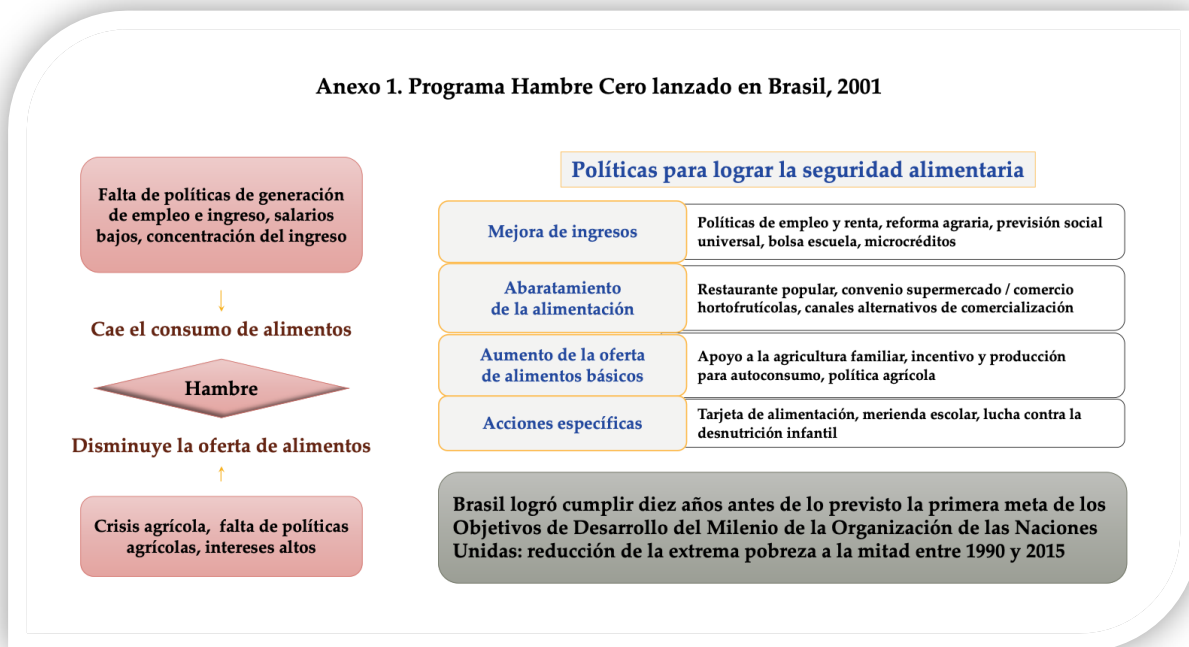 Anexo 1. Programa Hambre Cero lanzado en Brasil, 2001
Falta de políticas de generación
de empleo e ingreso, salarios
bajos, concentración del ingreso
Cae el consumo de alimentos
Hambre
Disminuye la oferta de alimentos
Crisis agrícola, falta de políticas
agrícolas, intereses altos
Políticas para lograr la seguridad alimentaria
Mejora de ingresos
Políticas de empleo y renta, reforma agraria, previsión social
universal, bolsa escuela, microcréditos
Abaratamiento
de la alimentación
Restaurante popular, convenio supermercado / comercio
hortofrutícolas, canales alternativos de comercialización
Aumento de la oferta
de alimentos básicos
Apoyo a la agricultura familiar, incentivo y producción
para autoconsumo, política agrícola
Acciones específicas
Tarjeta de alimentación, merienda escolar, lucha contra la
desnutrición infantil
Brasil logró cumplir diez años antes de lo previsto la primera meta de los
Objetivos de Desarrollo del Milenio de la Organización de las Naciones
Unidas: reducción de la extrema pobreza a la mitad entre 1990 y 2015